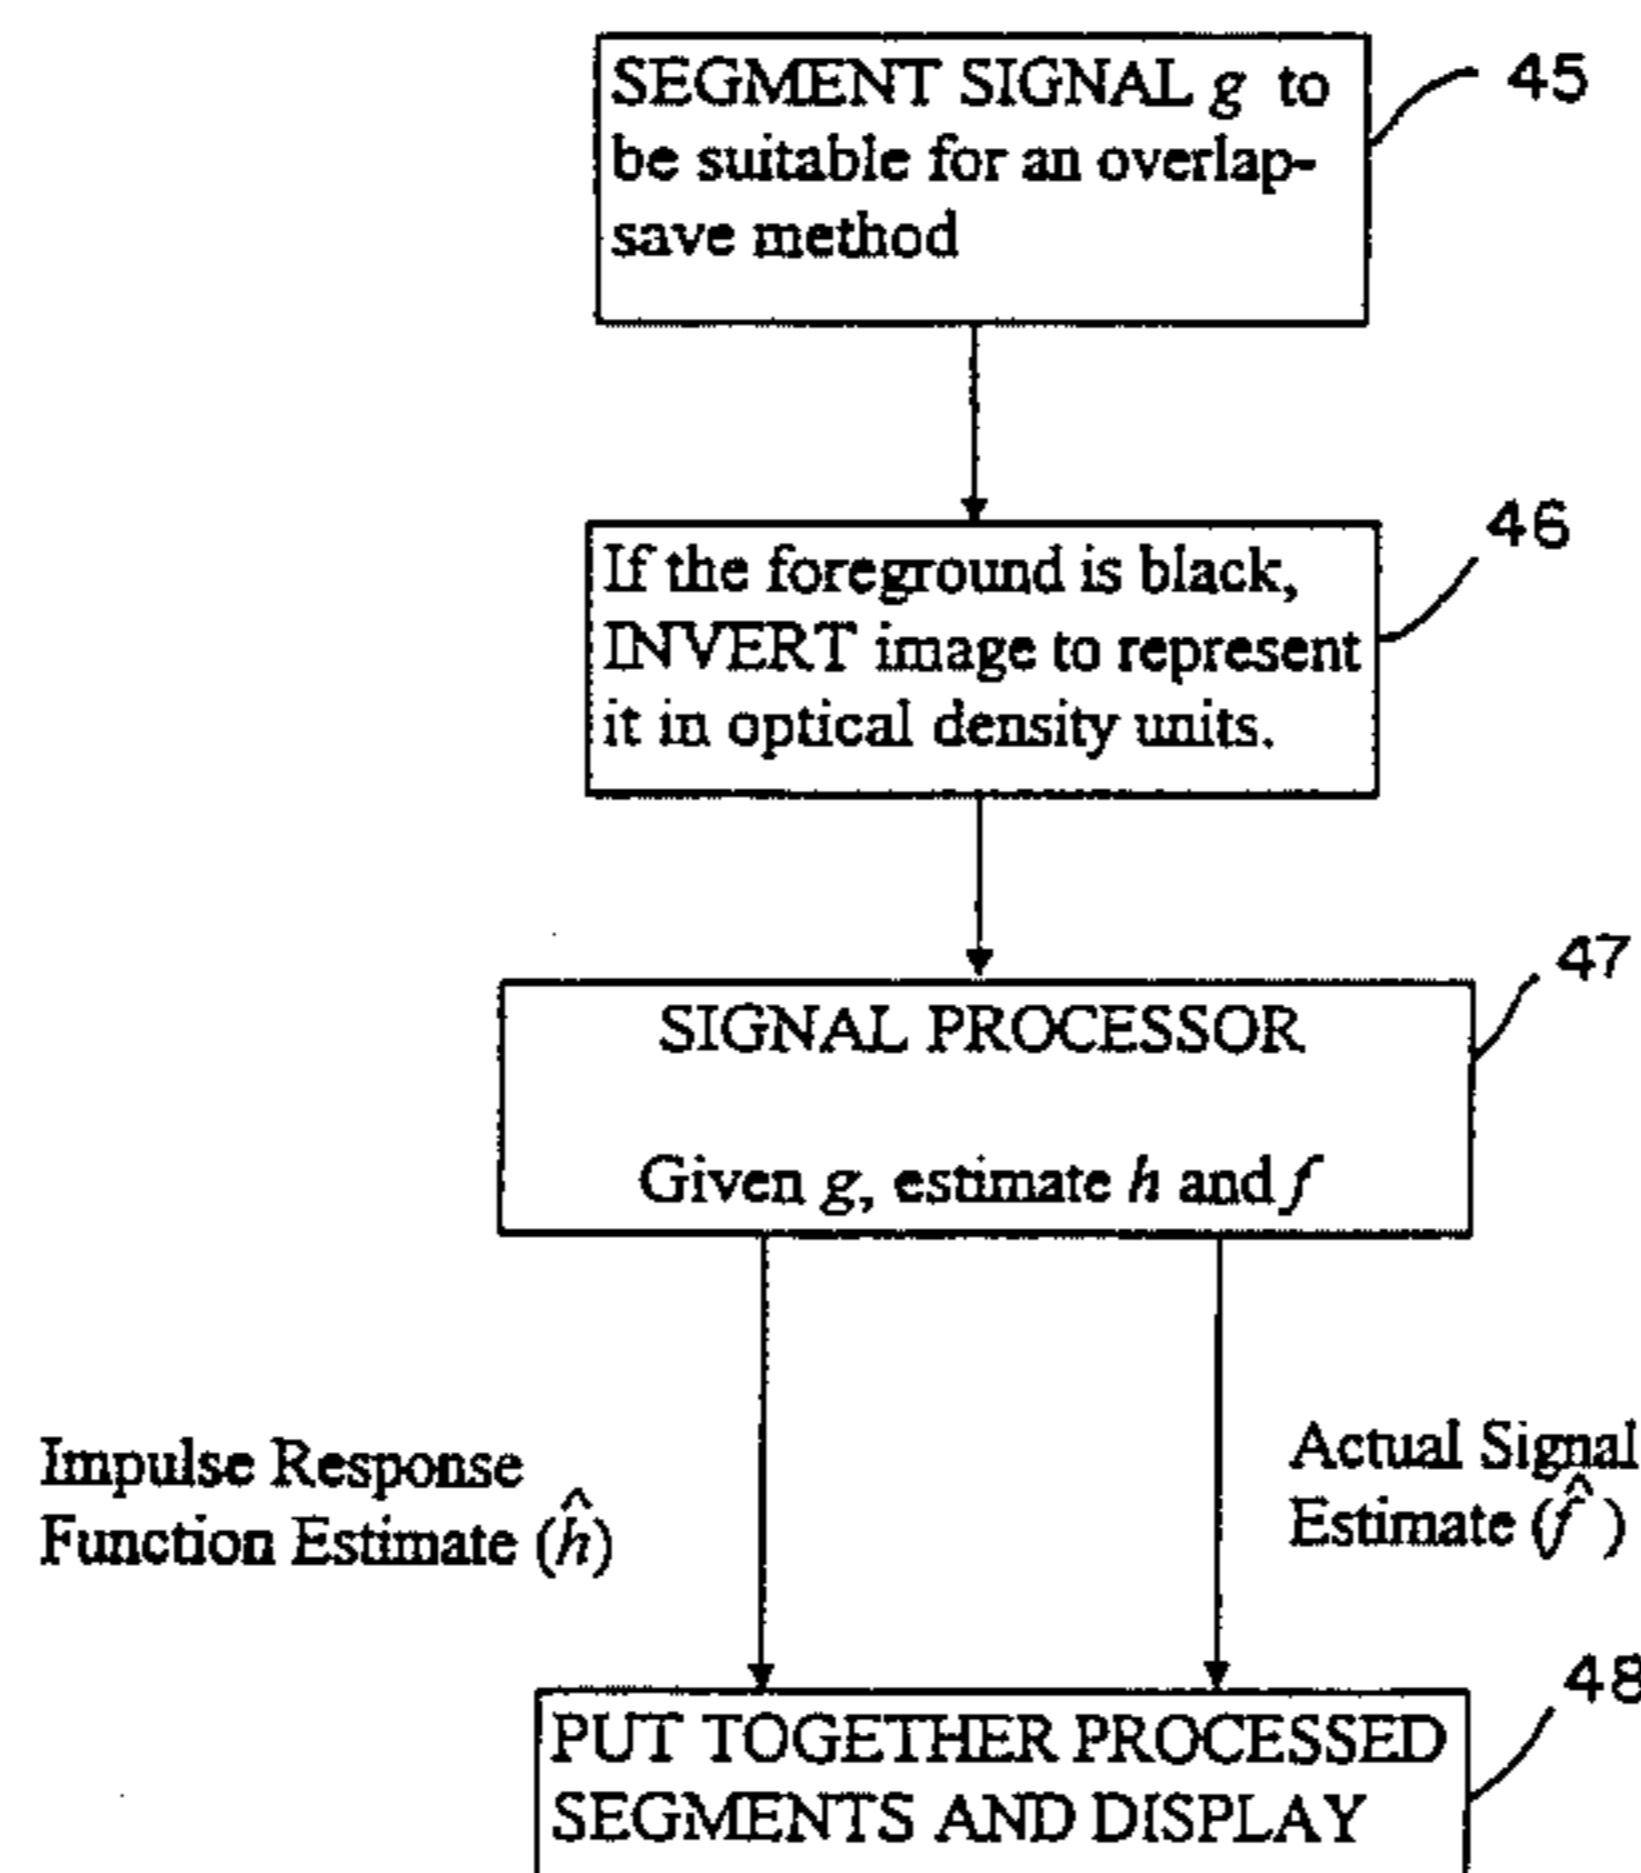 SEGMENT SIGNAL g to
be suitable for an overlap-
save method
45
If the foreground is black,
INVERT image to represent
it in optical density units.
46
SIGNAL PROCESSOR
Given g, estimate h and f
47
Impulse Response
Function Estimate (ĥ)
Actual Signal
Estimate (f̂ )
PUT TOGETHER PROCESSED
SEGMENTS AND DISPLAY
48